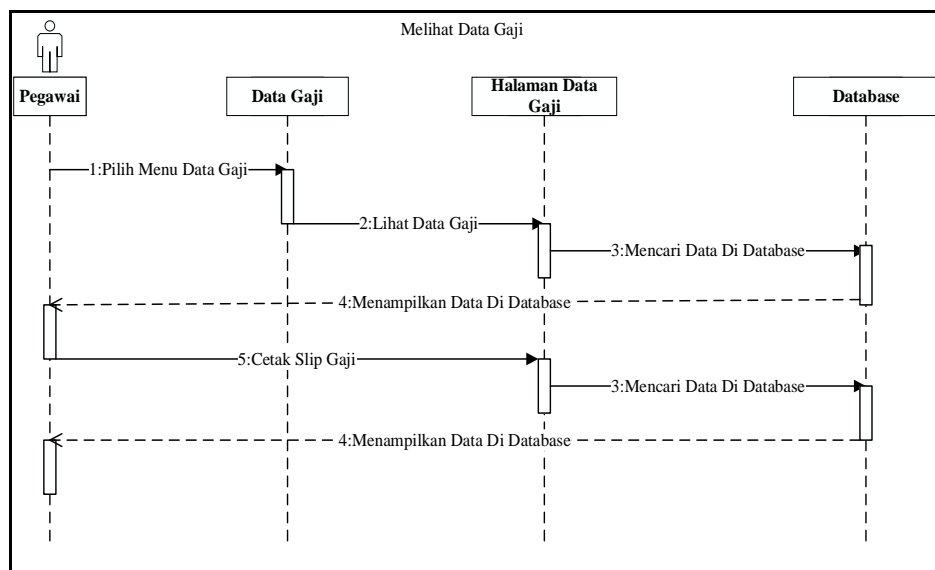 Melihat Data Gaji
Pegawai
Data Gaji
Halaman Data
Gaji
Database
1:Pilih Menu Data Gaji
2:Lihat Data Gaji
3:Mencari Data Di Database
4:Menampilkan Data Di Database
5:Cetak Slip Gaji
3:Mencari Data Di Database
4:Menampilkan Data Di Database